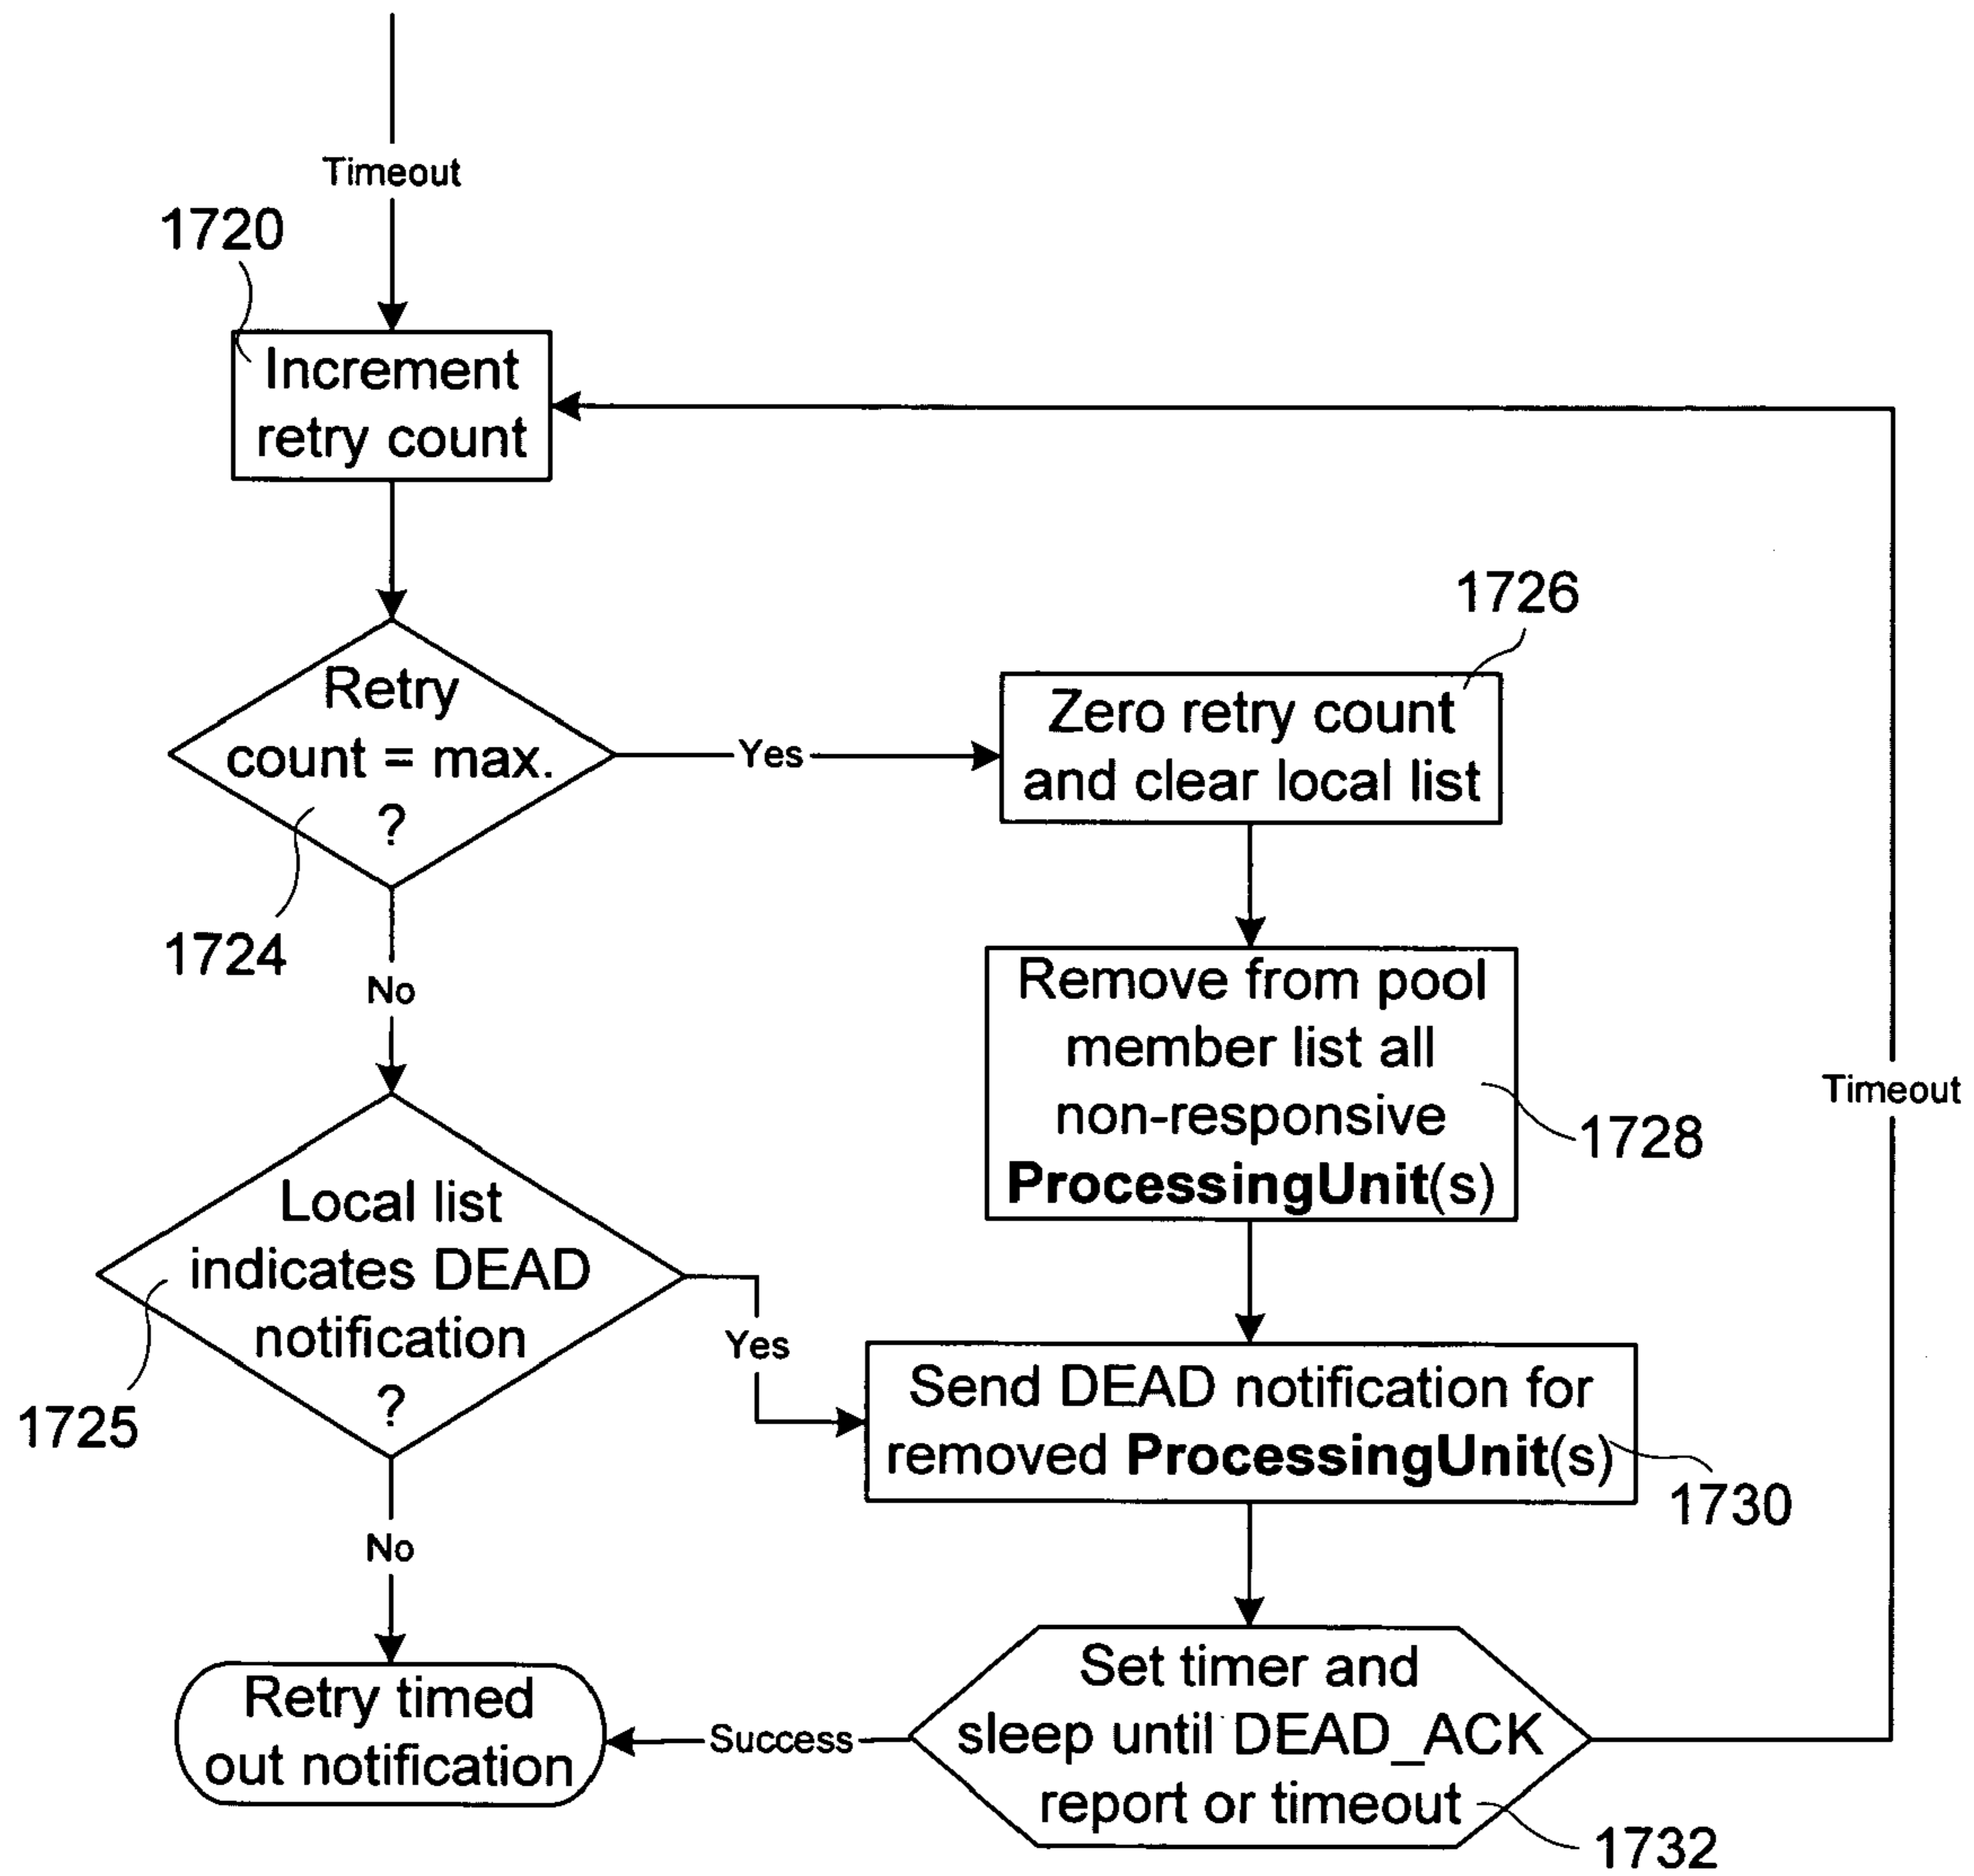 Timeout
1720
Increment
retry count
Retry
count = max.
?
1724
Yes
1726
Zero retry count
and clear local list
No
Remove from pool
member list all
non-responsive
ProcessingUnit(s)
1728
Timeout
Local list
indicates DEAD
notification
?
1725
Yes
Send DEAD notification for
removed ProcessingUnit(s)
1730
No
Retry timed
out notification
Success
Set timer and
sleep until DEAD_ACK
report or timeout
1732